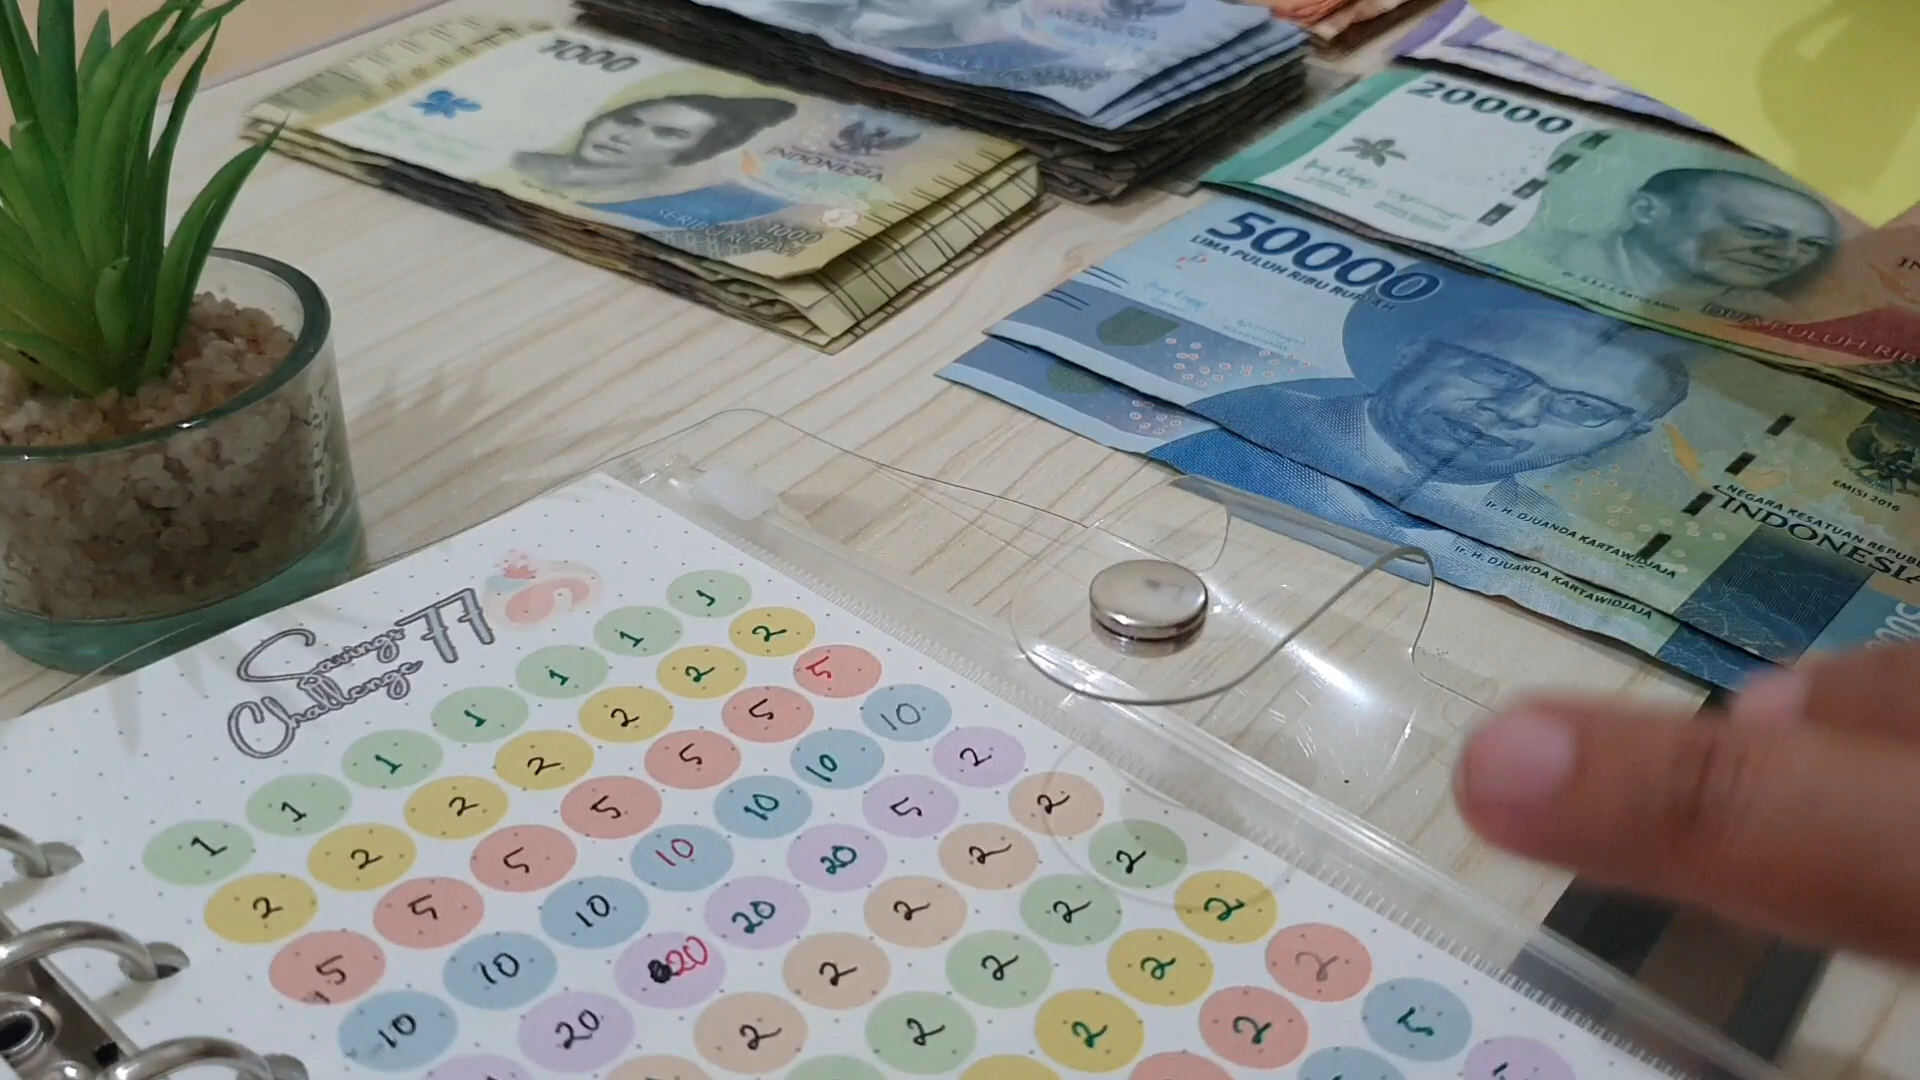 1000
INDONESIA
SERIBU RUPIAH
1000
INDONESIA
20000
DUA PULUH RIB
50000
LIMA PULUH RIBU RUPIAH
EMISI 2016
NEGARA KESATUAN REPUBL
INDONESIA
Ir. H. DJUANDA KARTAWIDJAJA
Ir. H. DJUANDA KARTAWIDJAJA
Savings
Challenge 77
1 1 1 1 1 1 1
2 2 2 2 2 2 2
5 5 5 5 5 5 5
10 10 10 10 10 10 10
20 20 20 20 5 2
2 2 2 2 2
2 2 2 2
2 2 2
2 2
5